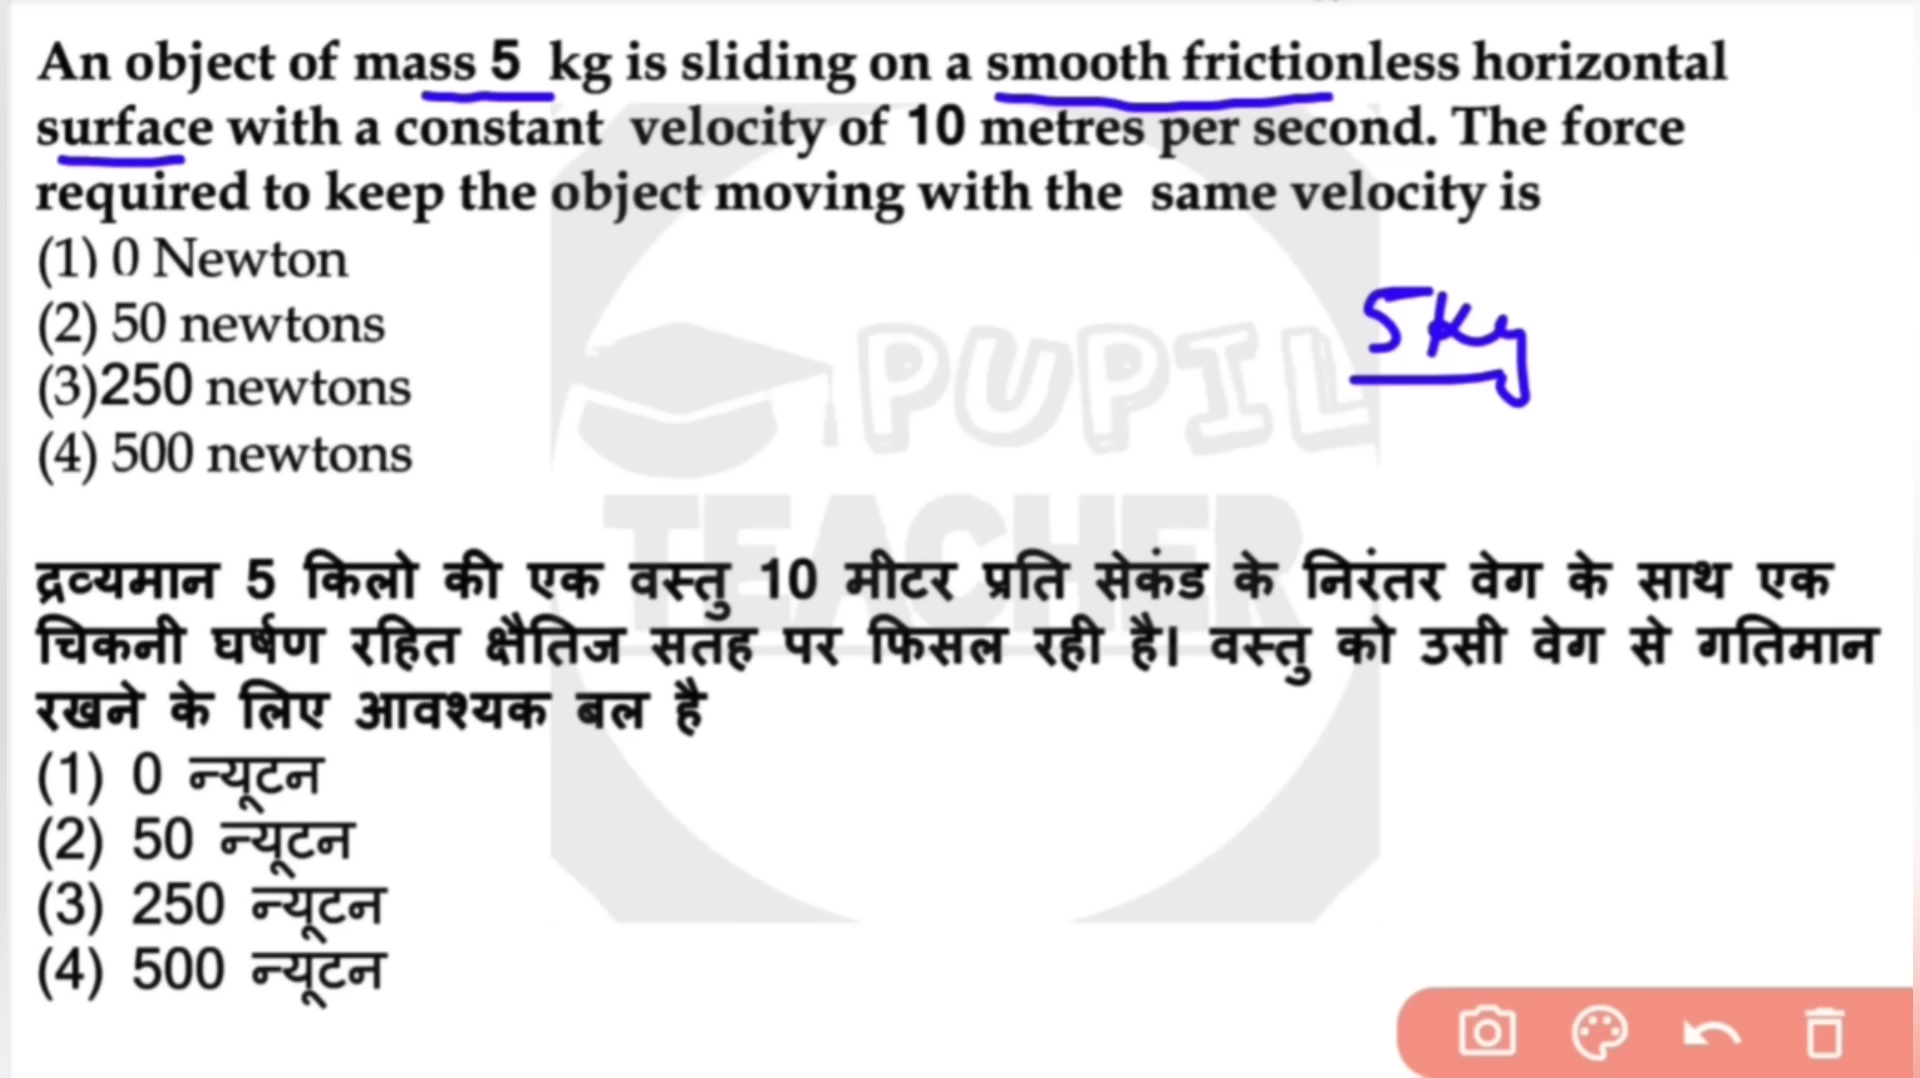 An object of mass 5 kg is sliding on a smooth frictionless horizontal
surface with a constant velocity of 10 metres per second. The force
required to keep the object moving with the same velocity is
(1) 0 Newton
(2) 50 newtons
(3)250 newtons
(4) 500 newtons
5kg
PUPIL
TEACHER
द्रव्यमान 5 किलो की एक वस्तु 10 मीटर प्रति सेकंड के निरंतर वेग के साथ एक
चिकनी घर्षण रहित क्षैतिज सतह पर फिसल रही है। वस्तु को उसी वेग से गतिमान
रखने के लिए आवश्यक बल है
(1) 0 न्यूटन
(2) 50 न्यूटन
(3) 250 न्यूटन
(4) 500 न्यूटन